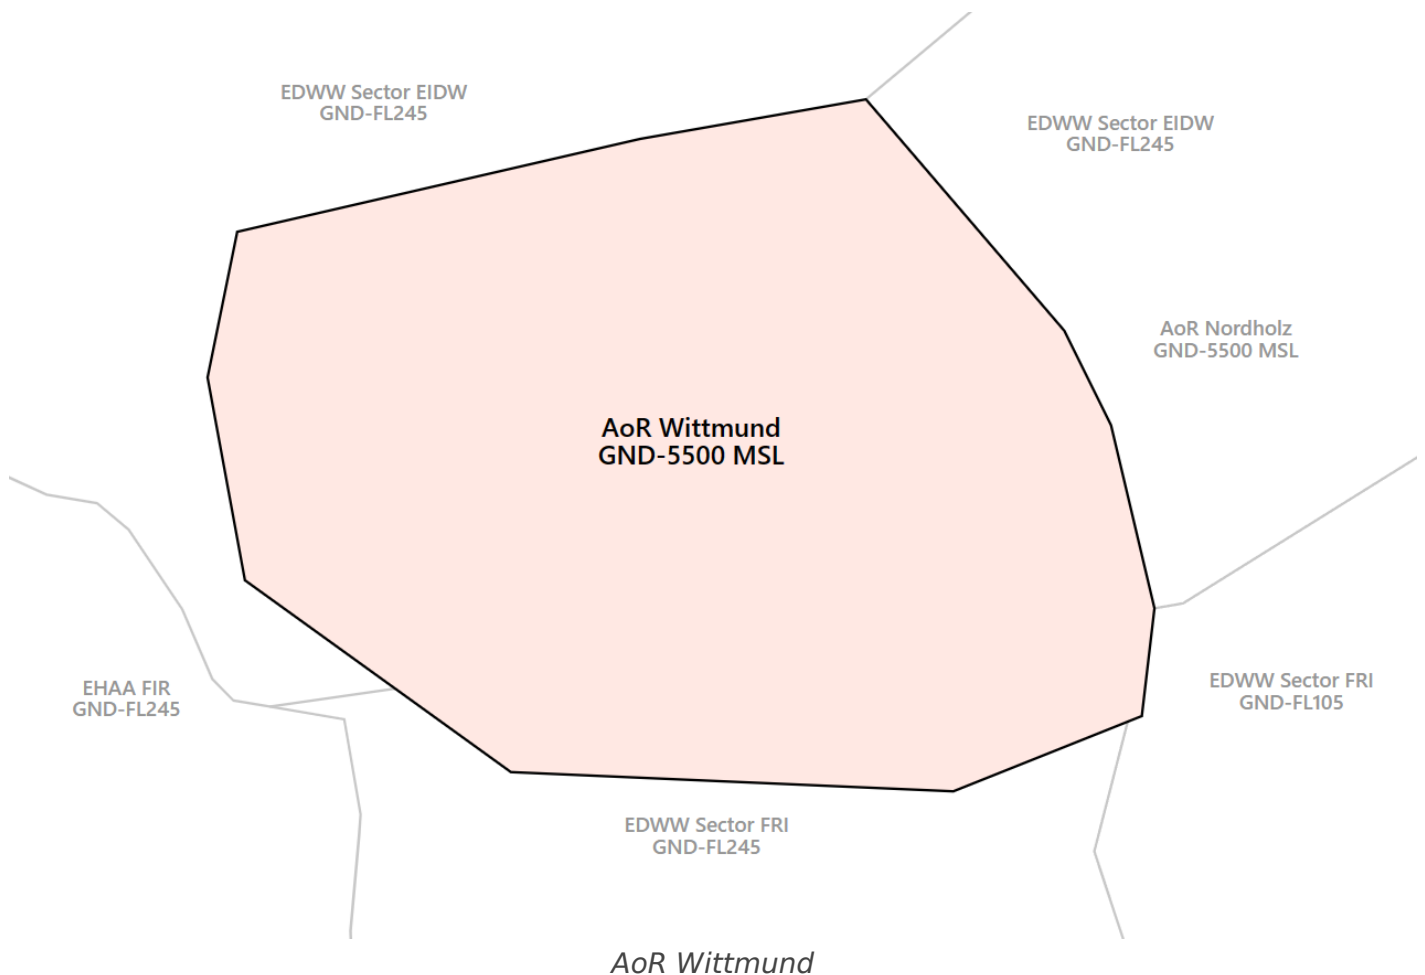 EDWW Sector EIDW
GND-FL245
EDWW Sector EIDW
GND-FL245
AoR Nordholz
GND-5500 MSL
AoR Wittmund
GND-5500 MSL
EHAA FIR
GND-FL245
EDWW Sector FRI
GND-FL105
EDWW Sector FRI
GND-FL245
AoR Wittmund